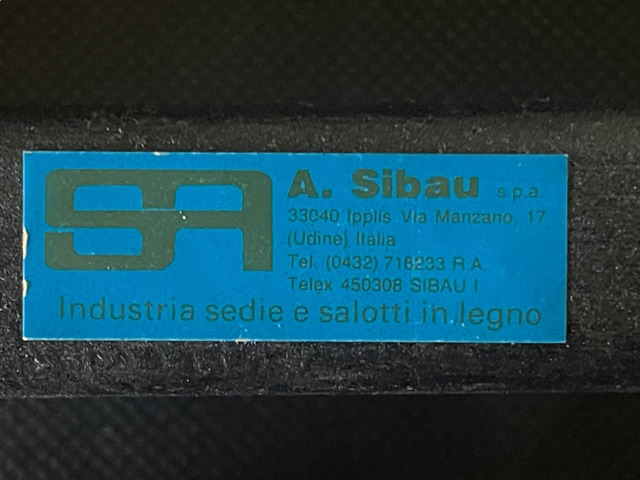 SA
A. Sibau s.p.a.
33040 Ipplis Via Manzano, 17
(Udine) Italia
Tel. (0432) 716233 R.A.
Telex 450308 SIBAU I
Industria sedie e salotti in legno